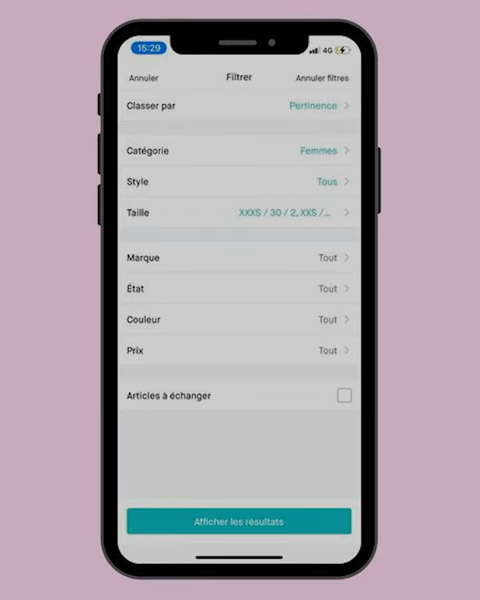 15:29 4G
Annuler Filtrer Annuler filtres
Classer par Pertinence
Catégorie Femmes
Style Tous
Taille XXXS / 30 / 2, XXS /...
Marque Tout
État Tout
Couleur Tout
Prix Tout
Articles à échanger
Afficher les résultats